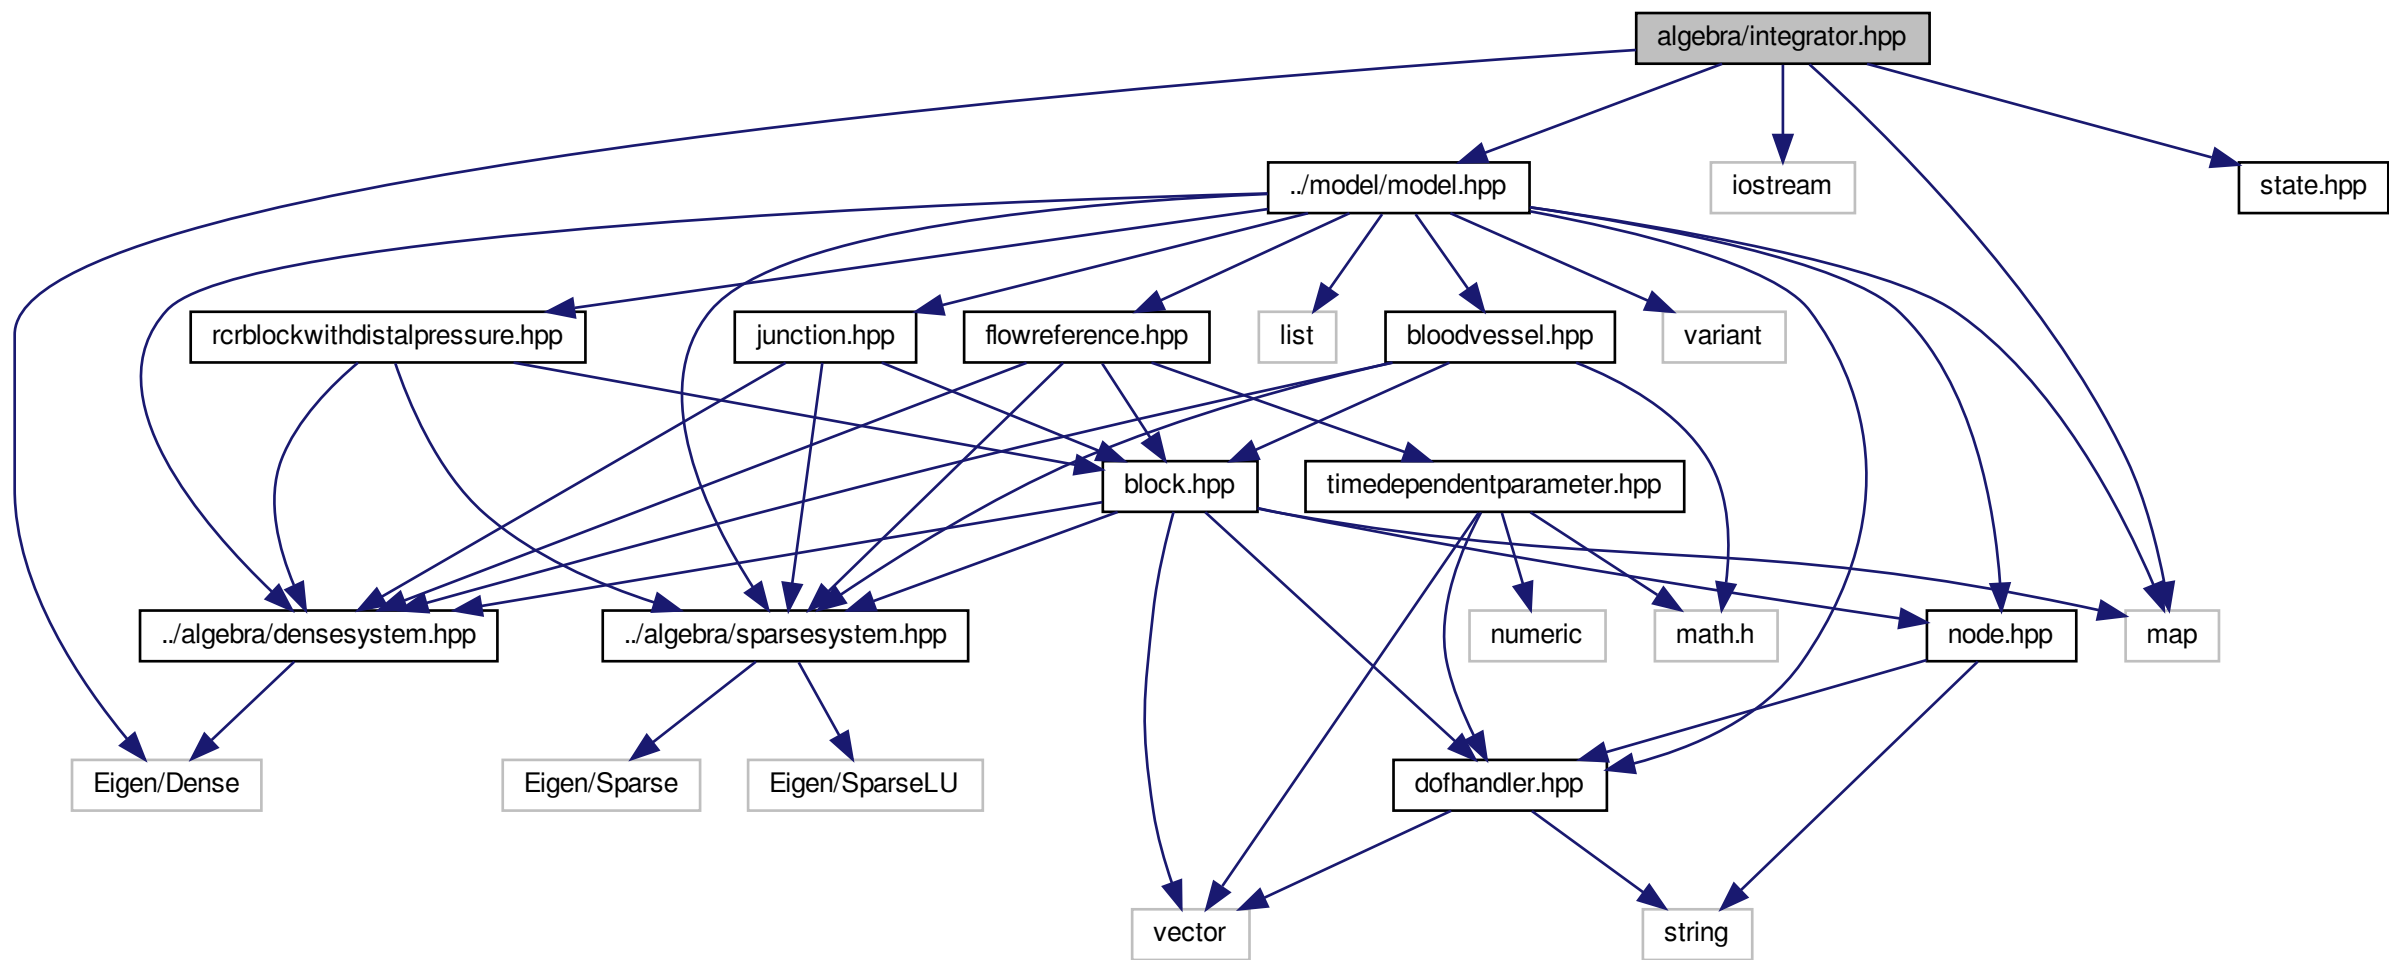 algebra/integrator.hpp
../model/model.hpp
iostream
state.hpp
rcrblockwithdistalpressure.hpp
junction.hpp
flowreference.hpp
list
bloodvessel.hpp
variant
block.hpp
timedependentparameter.hpp
../algebra/densesystem.hpp
../algebra/sparsesystem.hpp
numeric
math.h
node.hpp
map
Eigen/Dense
Eigen/Sparse
Eigen/SparseLU
dofhandler.hpp
vector
string